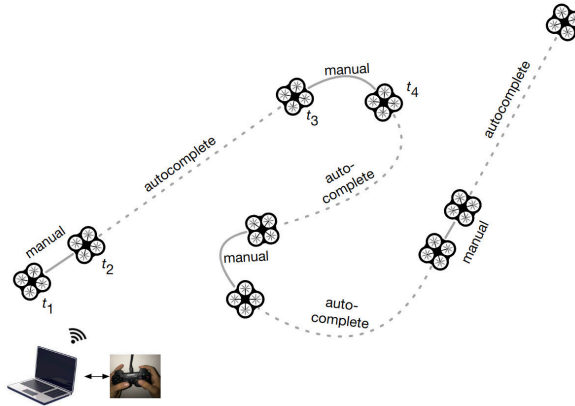 manual
t4
t3
autocomplete
autocomplete
auto-
complete
manual
t2
manual
manual
t1
auto-
complete